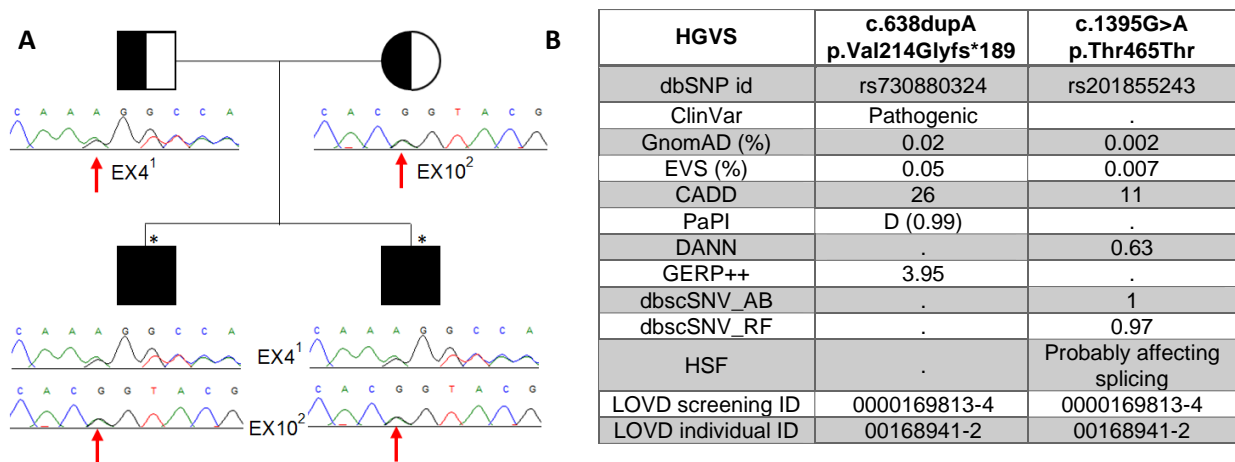 A
B
C A A A G G C C A
EX4¹
C A C G G T A C G
EX10²
*
*
C A A A G G C C A
C A A A G G C C A
EX4¹
C A C G G T A C G
C A C G G T A C G
EX10²
HGVS c.638dupA p.Val214Glyfs*189 c.1395G>A p.Thr465Thr
dbSNP id rs730880324 rs201855243
ClinVar Pathogenic .
GnomAD (%) 0.02 0.002
EVS (%) 0.05 0.007
CADD 26 11
PaPI D (0.99) .
DANN . 0.63
GERP++ 3.95 .
dbscSNV_AB . 1
dbscSNV_RF . 0.97
HSF . Probably affecting splicing
LOVD screening ID 0000169813-4 0000169813-4
LOVD individual ID 00168941-2 00168941-2